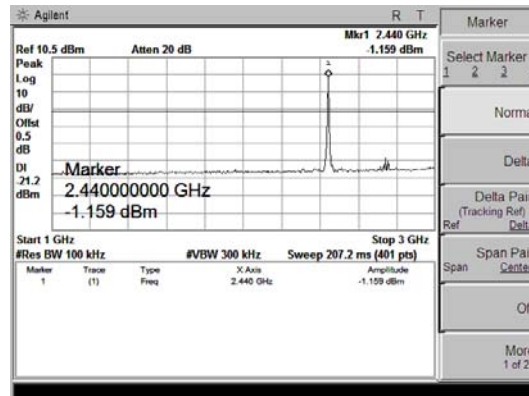 Agilent R T
Mkr1 2.440 GHz
Ref 10.5 dBm Atten 20 dB -1.159 dBm
Peak
Log
10
dB/
Offst
0.5
dB
DI
-21.2
dBm
1
Marker
2.440000000 GHz
-1.159 dBm
Start 1 GHz Stop 3 GHz
#Res BW 100 kHz #VBW 300 kHz Sweep 207.2 ms (401 pts)
Marker Trace Type X Axis Amplitude
1 (1) Freq 2.440 GHz -1.159 dBm
Marker
Select Marker
1 2 3
Norma
Delta
Delta Pai
(Tracking Ref)
Ref Delt
Span Pai
Span Cente
Of
More
1 of 2